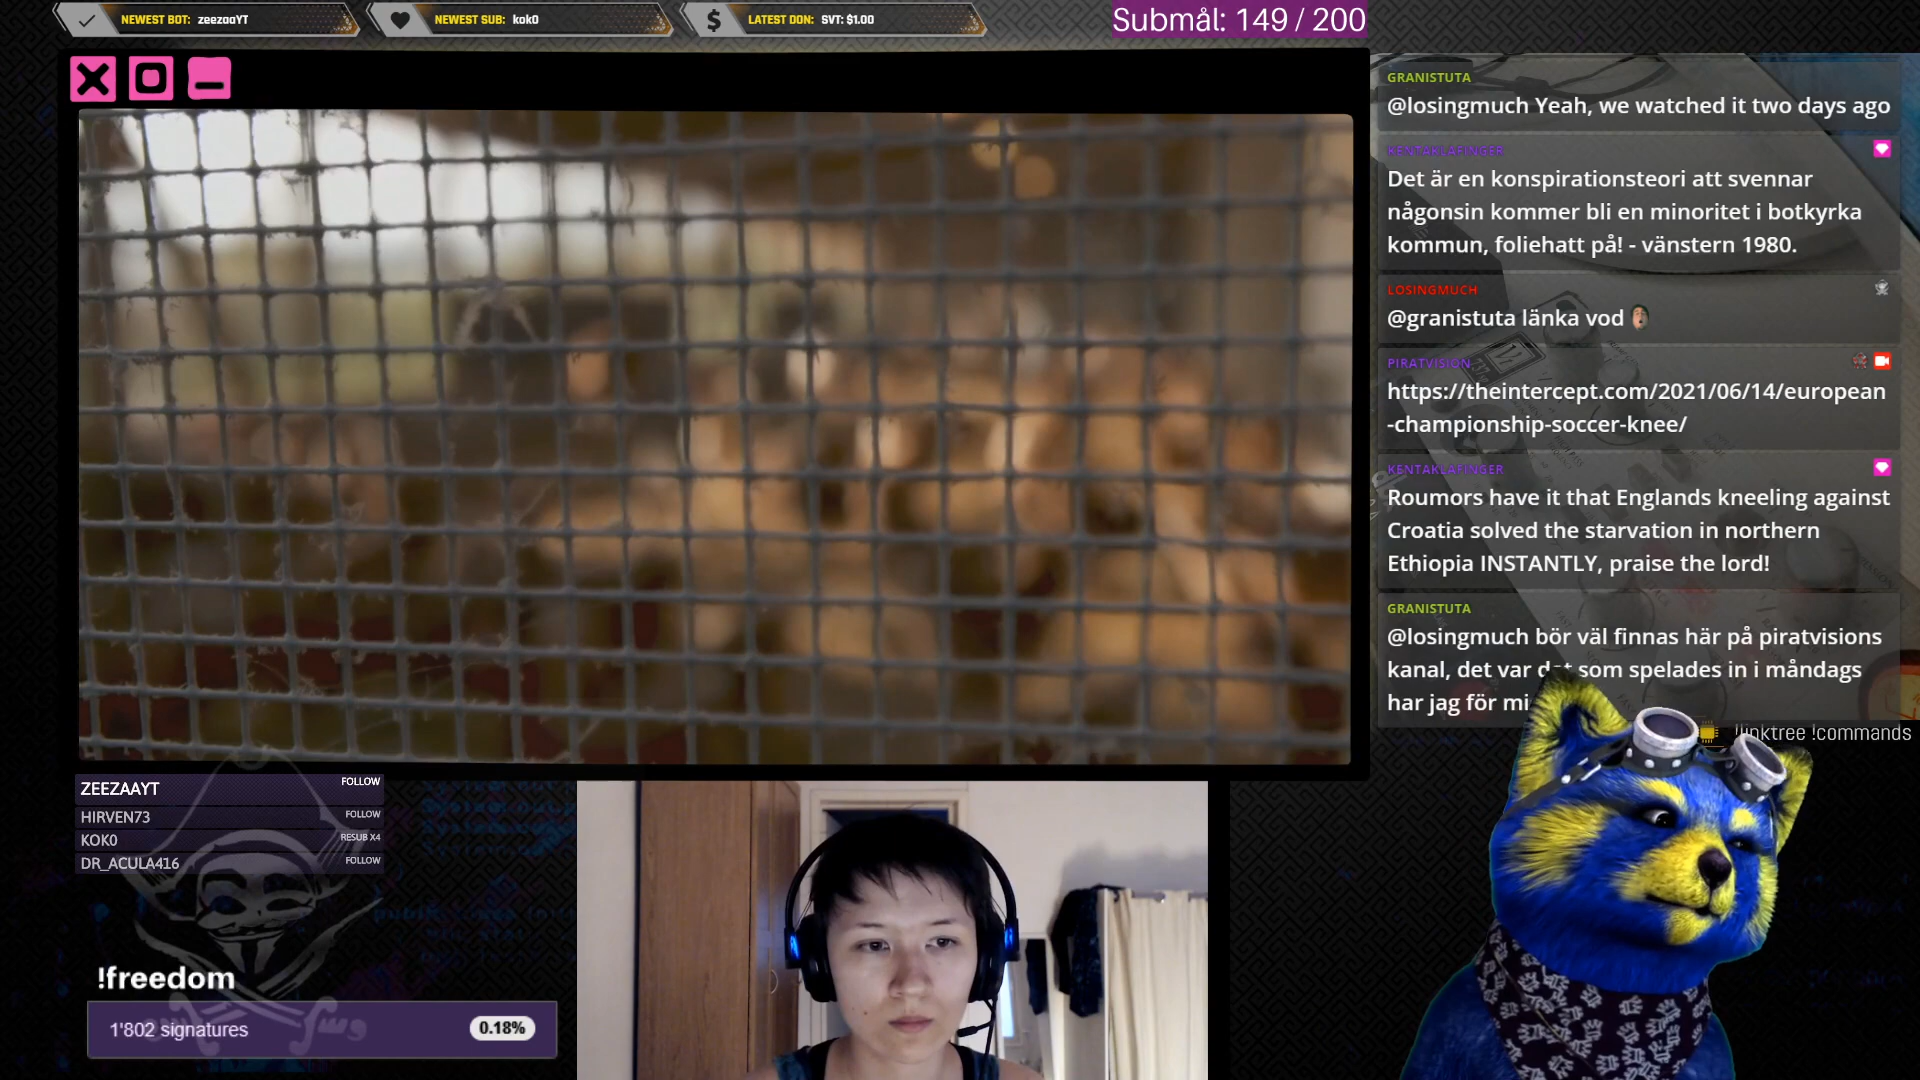 NEWEST BOT: zeezaaYT
NEWEST SUB: kok0
LATEST DON: SVT: $1.00
Submål: 149 / 200
GRANISTUTA
@losingmuch Yeah, we watched it two days ago
KENTAKLAFINGER
Det är en konspirationsteori att svennar
någonsin kommer bli en minoritet i botkyrka
kommun, foliehatt på! - vänstern 1980.
LOSINGMUCH
@granistuta länka vod
PIRATVISION
https://theintercept.com/2021/06/14/european
-championship-soccer-knee/
KENTAKLAFINGER
Roumors have it that Englands kneeling against
Croatia solved the starvation in northern
Ethiopia INSTANTLY, praise the lord!
GRANISTUTA
@losingmuch bör väl finnas här på piratvisions
kanal, det var det som spelades in i måndags
har jag för mi
!linktree !commands
ZEEZAAYT FOLLOW
HIRVEN73 FOLLOW
KOK0 RESUB X4
DR_ACULA416 FOLLOW
!freedom
1'802 signatures 0.18%